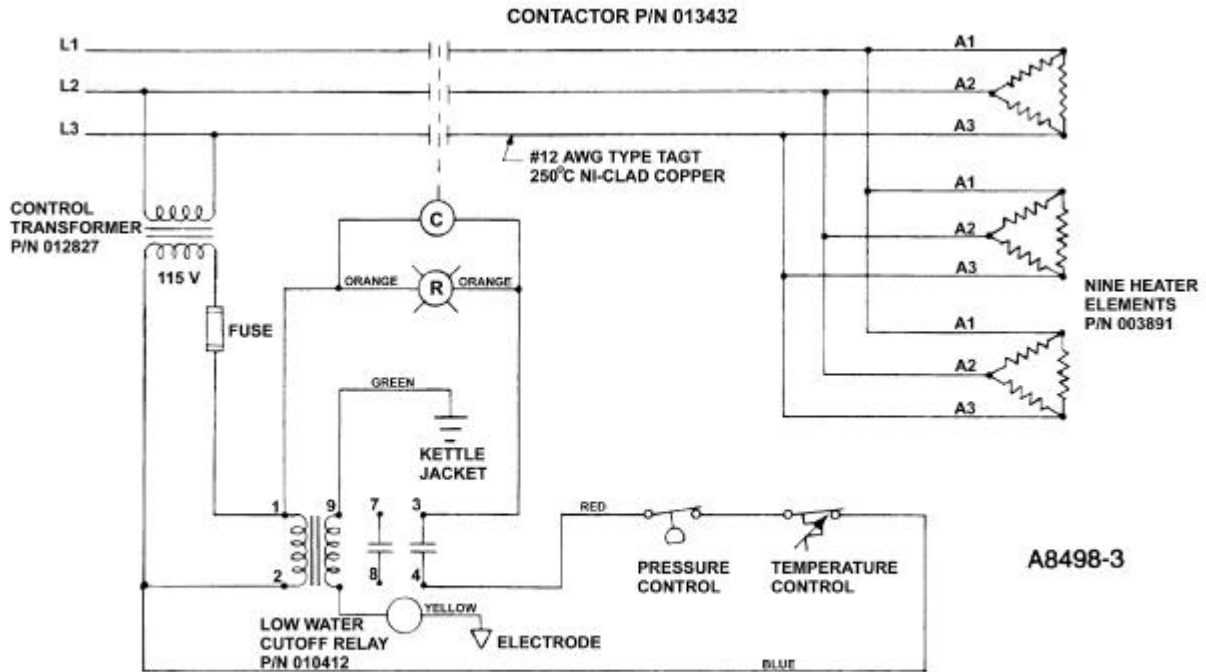 CONTACTOR P/N 013432
L1
A1
L2
A2
L3
A3
#12 AWG TYPE TAGT
250°C NI-CLAD COPPER
CONTROL
TRANSFORMER
P/N 012827
115 V
C
A1
A2
A3
ORANGE
R
ORANGE
NINE HEATER
ELEMENTS
P/N 003891
FUSE
A1
A2
A3
GREEN
KETTLE
JACKET
1
9
7
3
RED
2
8
4
PRESSURE
CONTROL
TEMPERATURE
CONTROL
A8498-3
YELLOW
ELECTRODE
LOW WATER
CUTOFF RELAY
P/N 010412
BLUE